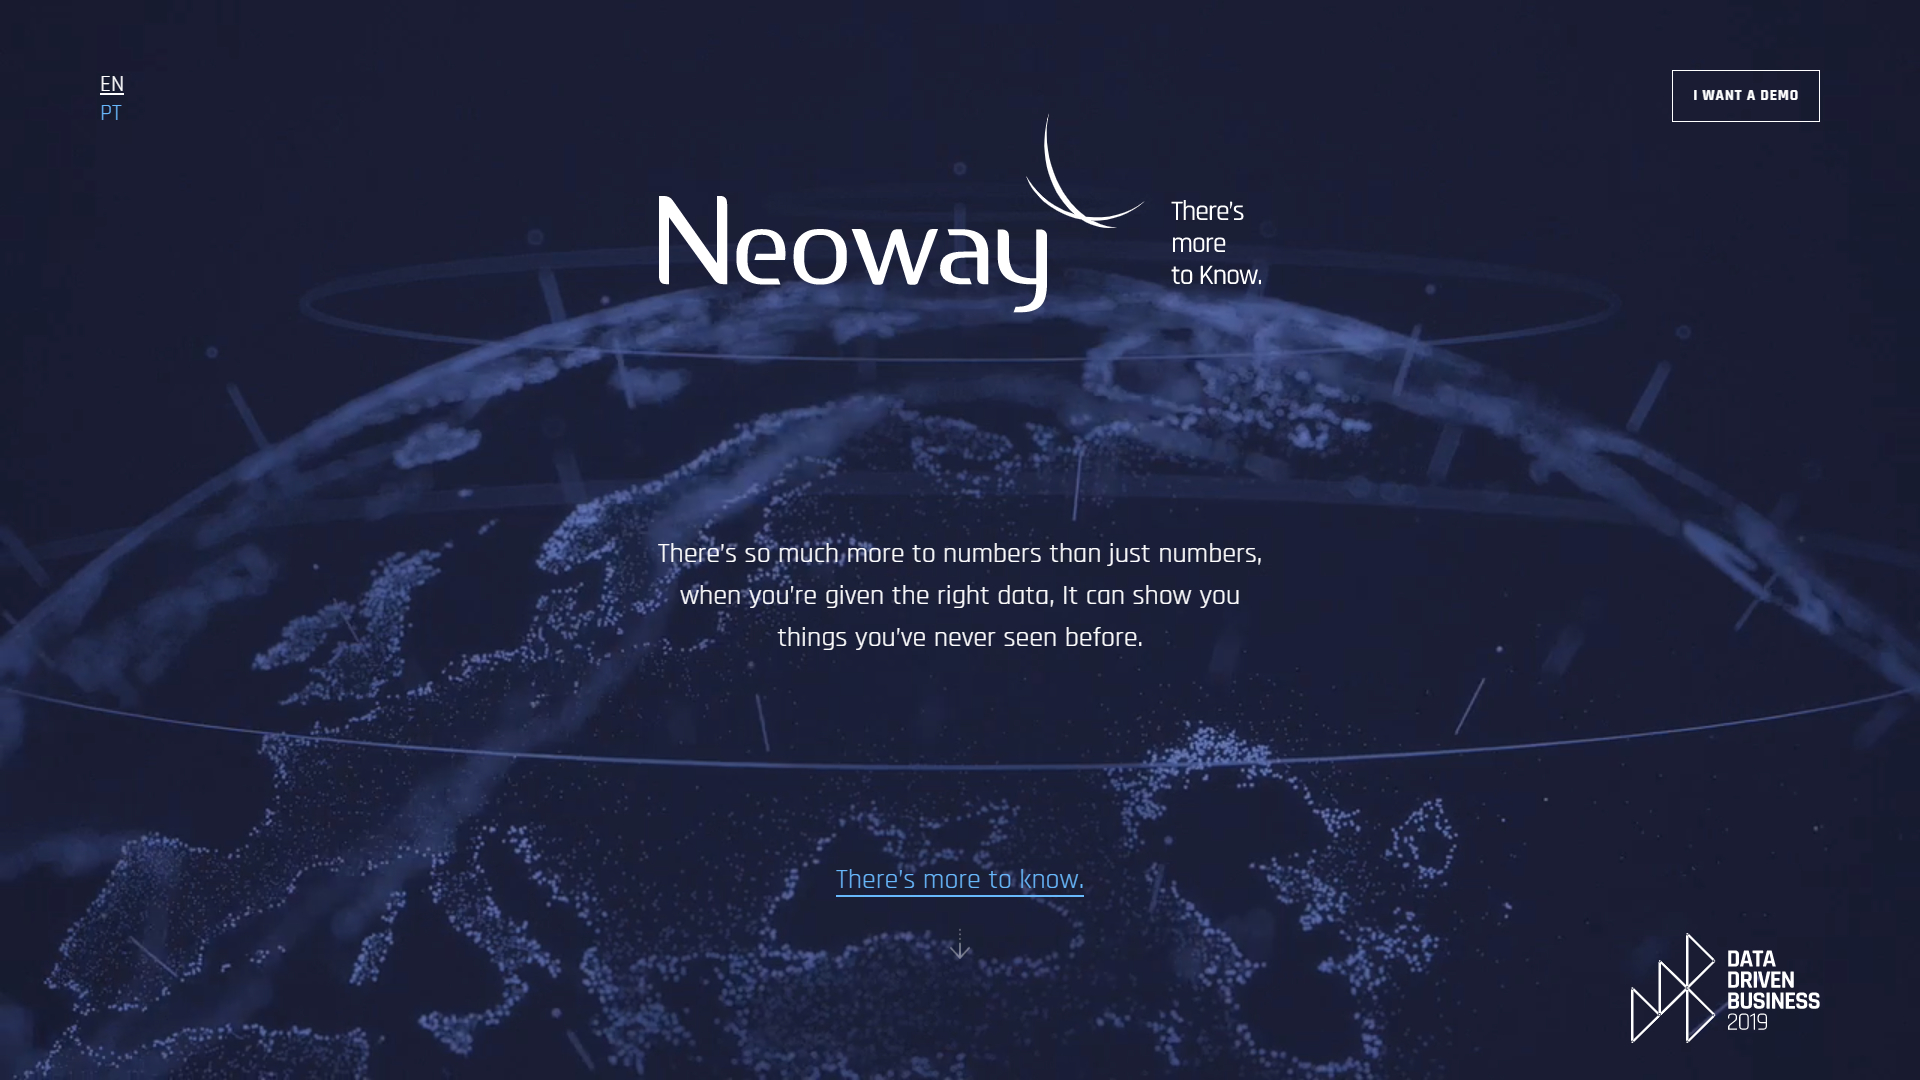 EN
PT
I WANT A DEMO
Neoway
There's
more
to Know.
There's so much more to numbers than just numbers,
when you're given the right data, It can show you
things you've never seen before.
There's more to know.
DATA
DRIVEN
BUSINESS
2019